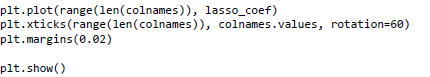 plt.plot(range(len(colnames)), lasso_coef)
plt.xticks(range(len(colnames)), colnames.values, rotation=60)
plt.margins(0.02)
plt.show()